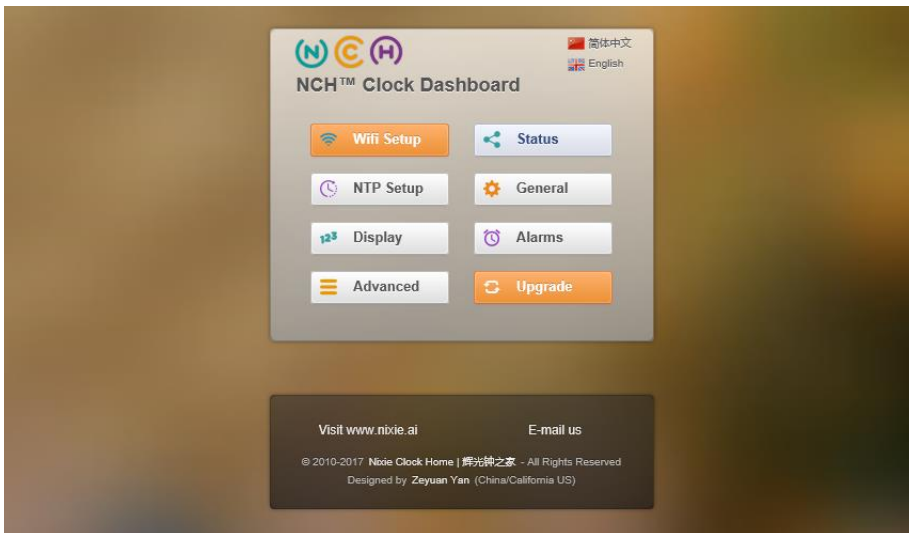 N C H
简体中文
English
NCH™ Clock Dashboard
Wifi Setup
Status
NTP Setup
General
123 Display
Alarms
Advanced
Upgrade
Visit www.nixie.ai
E-mail us
© 2010-2017 Nixie Clock Home | 辉光钟之家 - All Rights Reserved
Designed by Zeyuan Yan (China/California US)